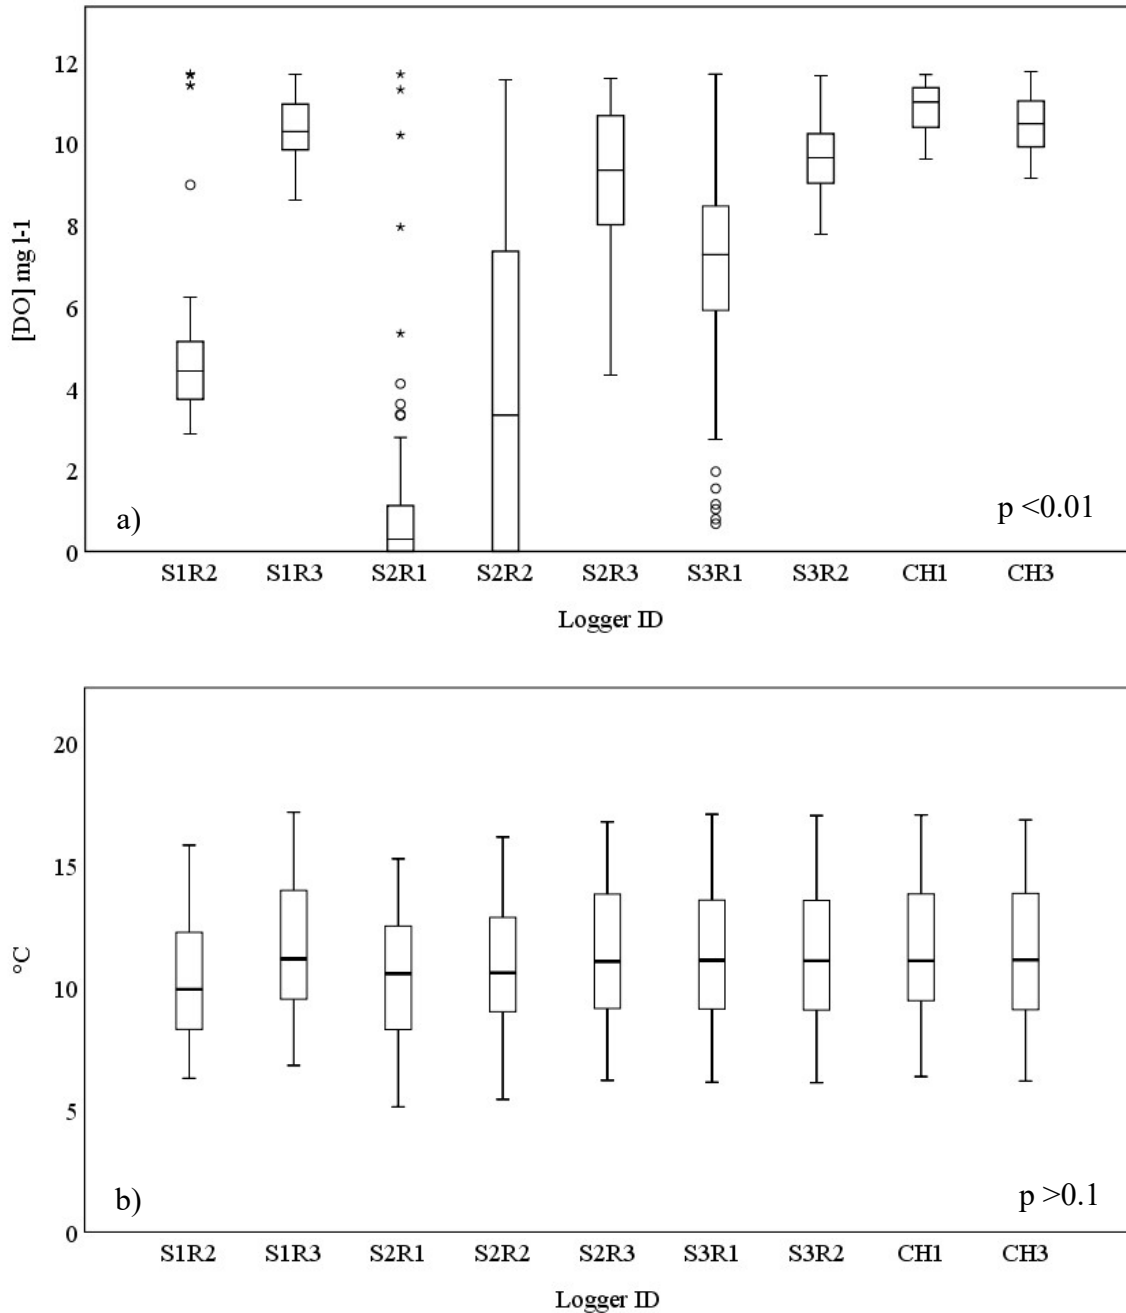 12
10
8
6
4
2
0
[DO] mg l-1
a)
p <0.01
S1R2 S1R3 S2R1 S2R2 S2R3 S3R1 S3R2 CH1 CH3
Logger ID
20
15
10
5
0
°C
b)
p >0.1
S1R2 S1R3 S2R1 S2R2 S2R3 S3R1 S3R2 CH1 CH3
Logger ID